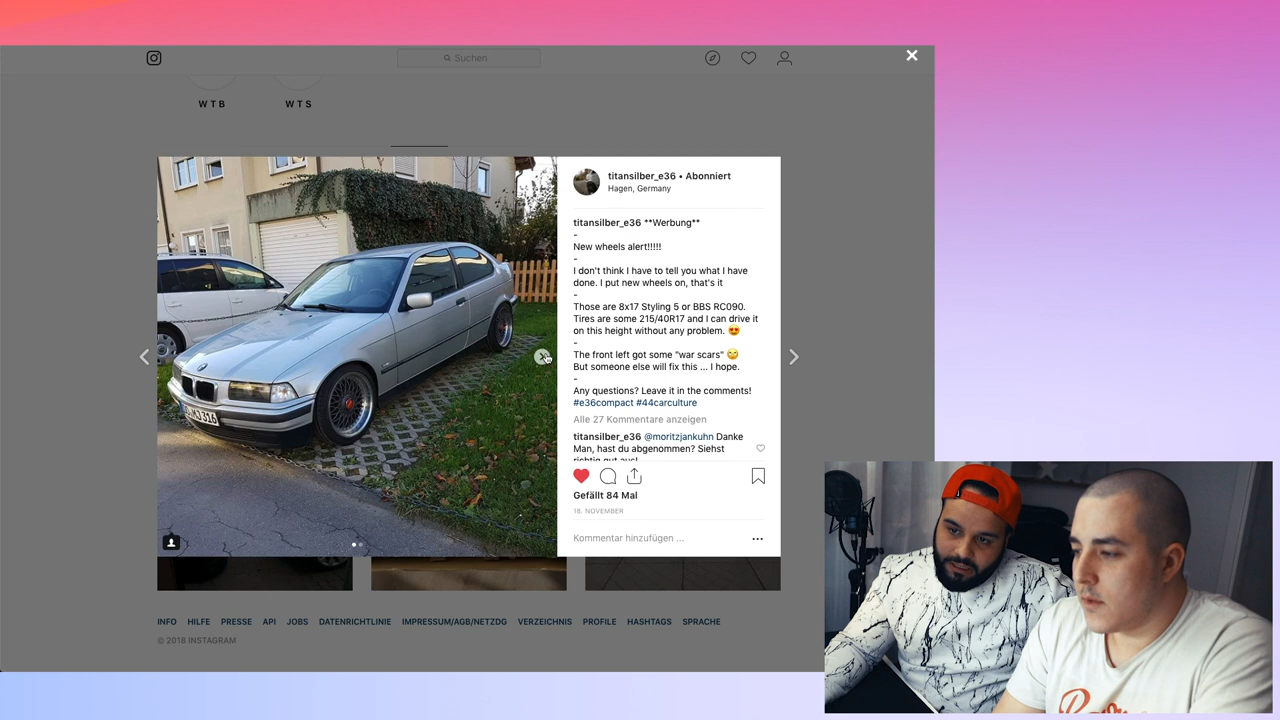 Suchen
W T B
W T S
titansilber_e36 • Abonniert
Hagen, Germany
titansilber_e36 **Werbung**
-
New wheels alert!!!!!
-
I don't think I have to tell you what I have
done. I put new wheels on, that's it
-
Those are 8x17 Styling 5 or BBS RC090.
Tires are some 215/40R17 and I can drive it
on this height without any problem. 😍
-
The front left got some "war scars" 🙄
But someone else will fix this ... I hope.
-
Any questions? Leave it in the comments!
#e36compact #44carculture
Alle 27 Kommentare anzeigen
titansilber_e36 @moritzjankuhn Danke
Man, hast du abgenommen? Siehst
richtig gut aus!
Gefällt 84 Mal
18. NOVEMBER
Kommentar hinzufügen ...
INFO HILFE PRESSE API JOBS DATENRICHTLINIE IMPRESSUM/AGB/NETZDG VERZEICHNIS PROFILE HASHTAGS SPRACHE
© 2018 INSTAGRAM